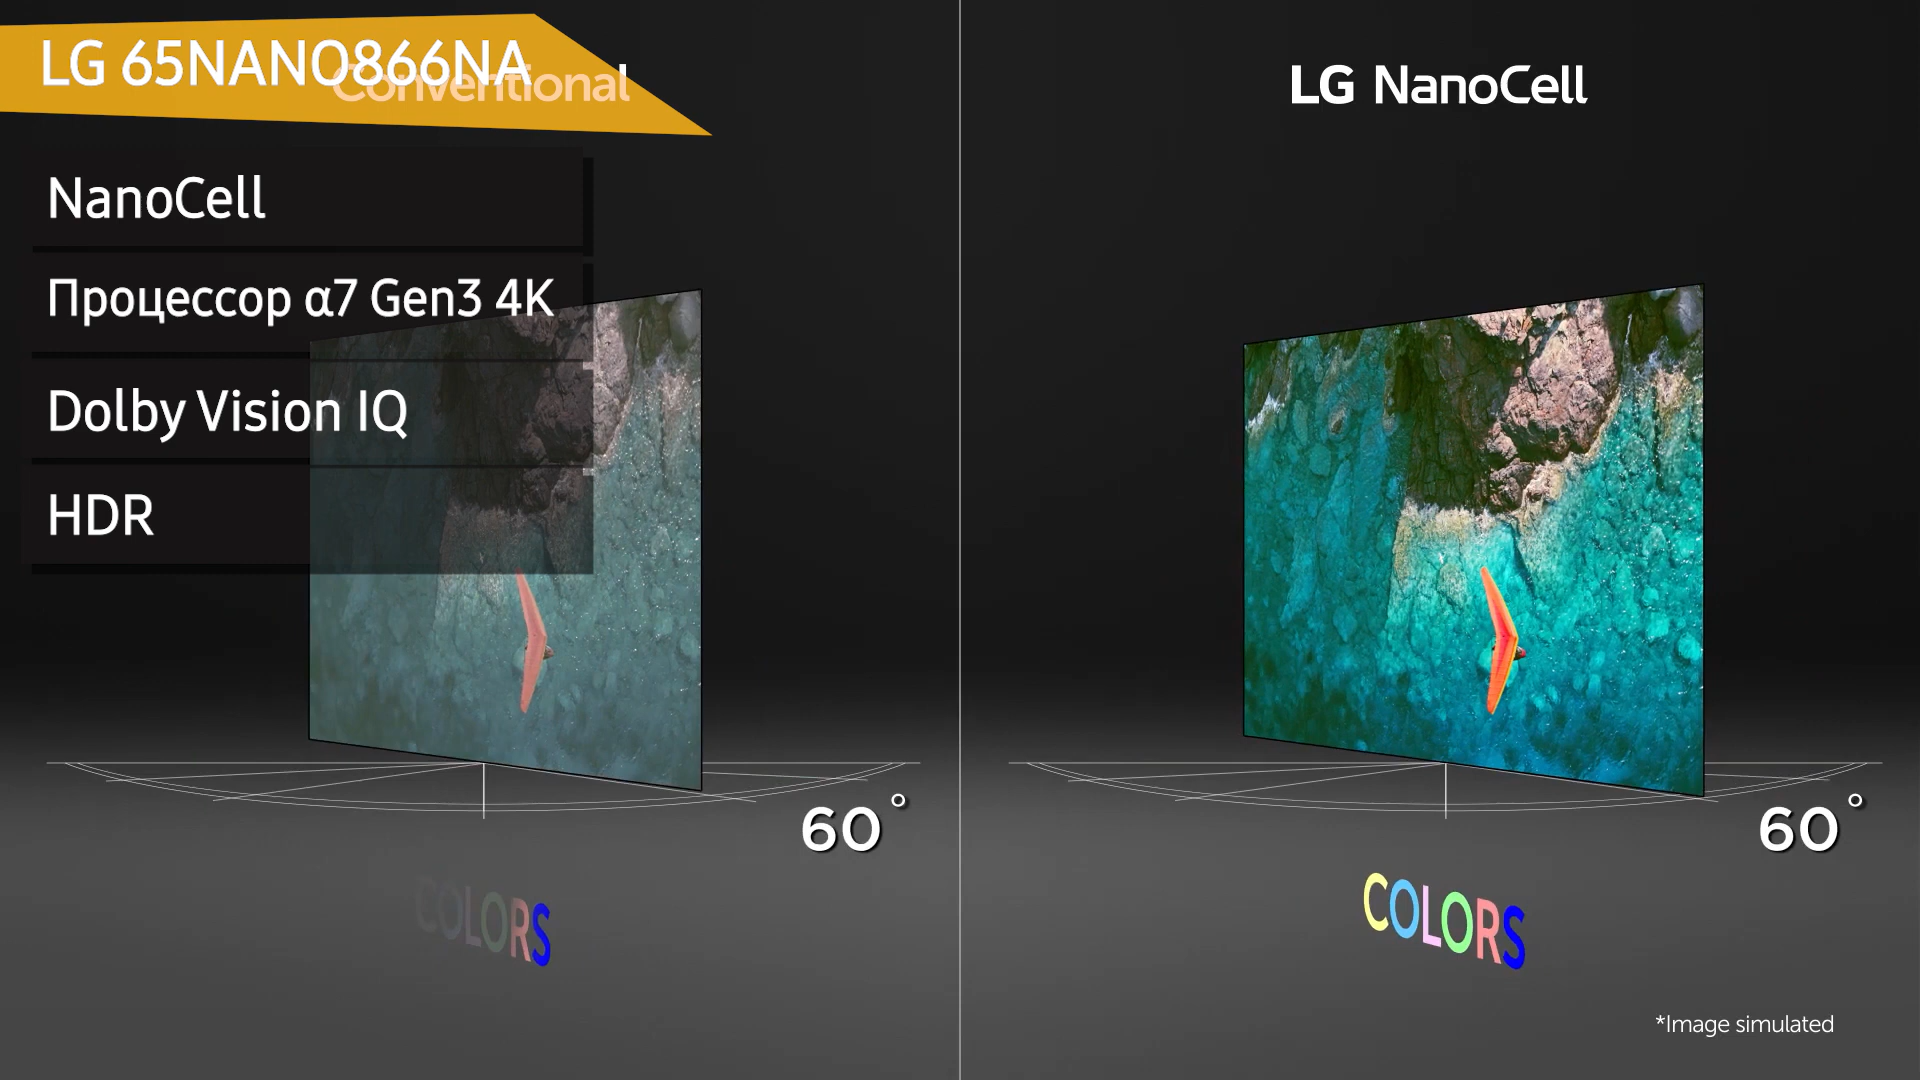 LG 65NANO866NA
Conventional
NanoCell
Процессор α7 Gen3 4K
Dolby Vision IQ
HDR
60°
COLORS
LG NanoCell
60°
COLORS
*Image simulated